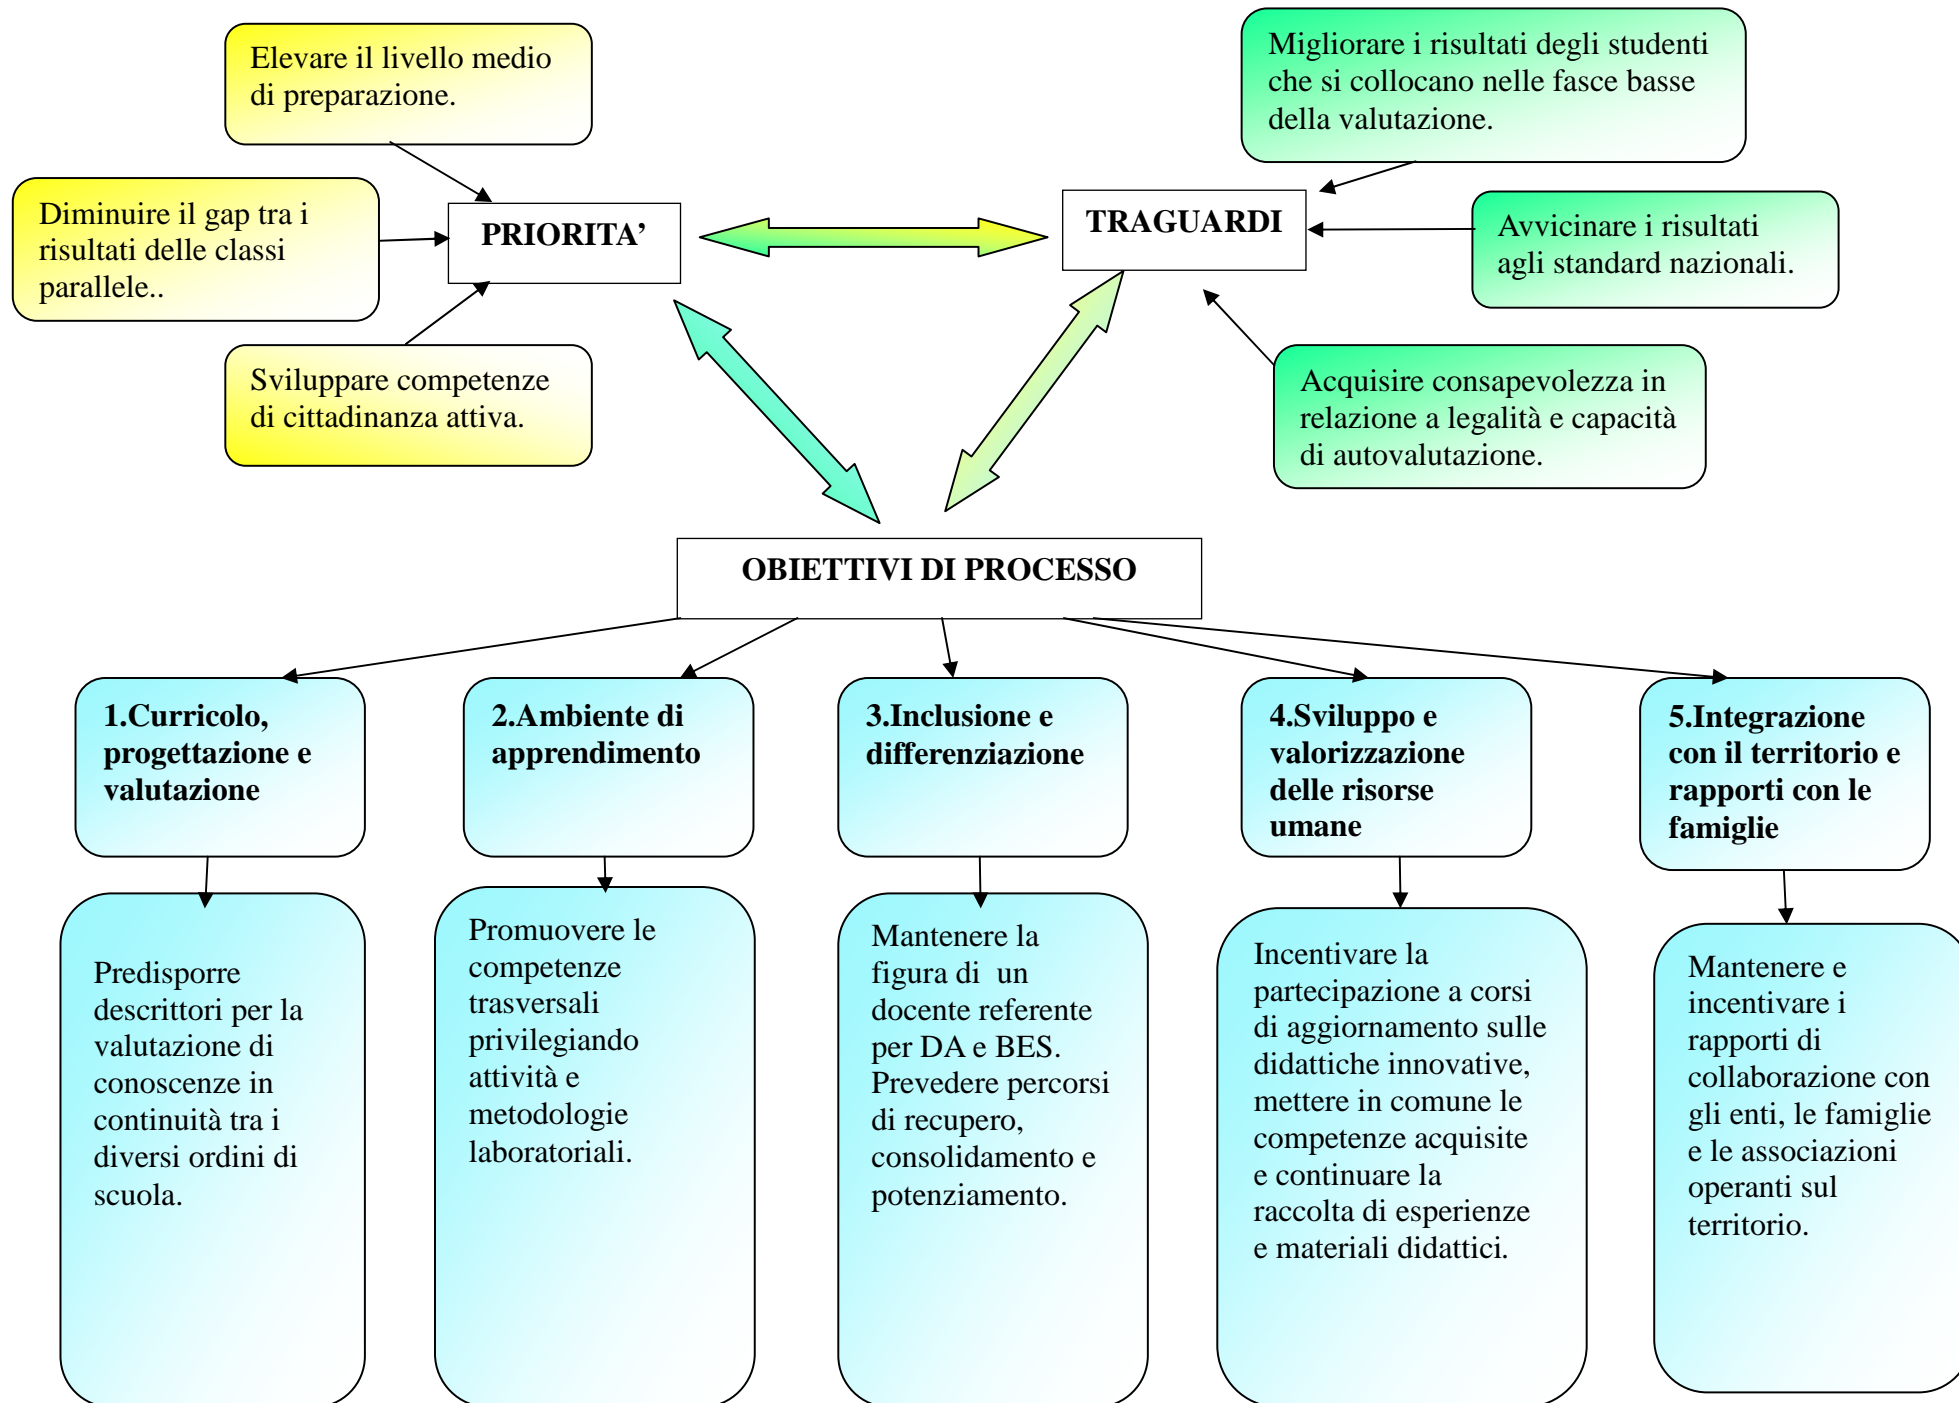 Elevare il livello medio
di preparazione.
Migliorare i risultati degli studenti
che si collocano nelle fasce basse
della valutazione.
Diminuire il gap tra i
risultati delle classi
parallele..
PRIORITA’
TRAGUARDI
Avvicinare i risultati
agli standard nazionali.
Sviluppare competenze
di cittadinanza attiva.
Acquisire consapevolezza in
relazione a legalità e capacità
di autovalutazione.
OBIETTIVI DI PROCESSO
1.Curricolo,
progettazione e
valutazione
2.Ambiente di
apprendimento
3.Inclusione e
differenziazione
4.Sviluppo e
valorizzazione
delle risorse
umane
5.Integrazione
con il territorio e
rapporti con le
famiglie
Predisporre
descrittori per la
valutazione di
conoscenze in
continuità tra i
diversi ordini di
scuola.
Promuovere le
competenze
trasversali
privilegiando
attività e
metodologie
laboratoriali.
Mantenere la
figura di  un
docente referente
per DA e BES.
Prevedere percorsi
di recupero,
consolidamento e
potenziamento.
Incentivare la
partecipazione a corsi
di aggiornamento sulle
didattiche innovative,
mettere in comune le
competenze acquisite
e continuare la
raccolta di esperienze
e materiali didattici.
Mantenere e
incentivare i
rapporti di
collaborazione con
gli enti, le famiglie
e le associazioni
operanti sul
territorio.